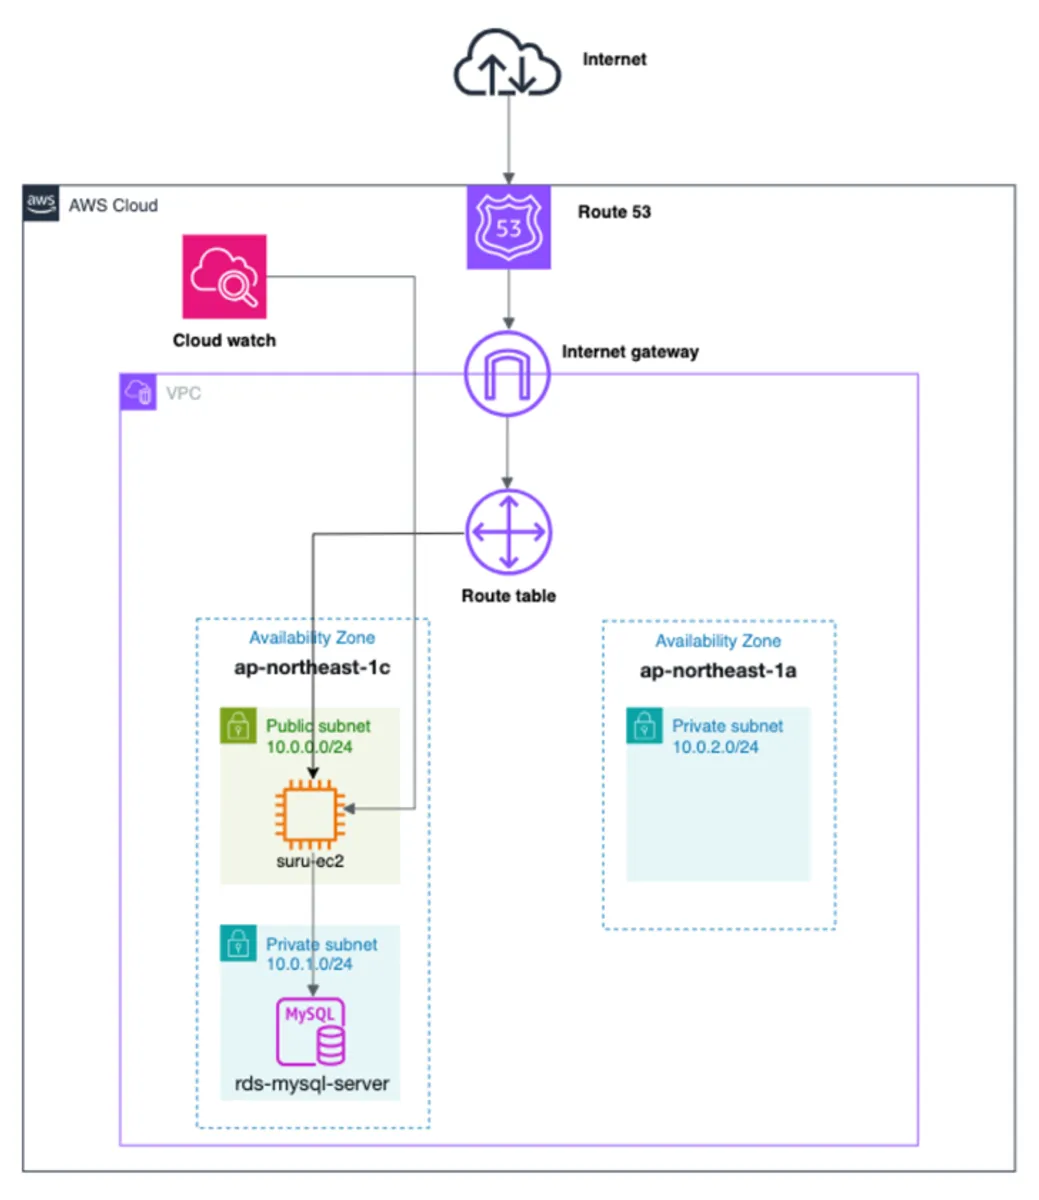 Internet
aws
AWS Cloud
53
Route 53
Cloud watch
Internet gateway
VPC
Route table
Availability Zone
ap-northeast-1c
Public subnet
10.0.0.0/24
suru-ec2
Private subnet
10.0.1.0/24
MySQL
rds-mysql-server
Availability Zone
ap-northeast-1a
Private subnet
10.0.2.0/24